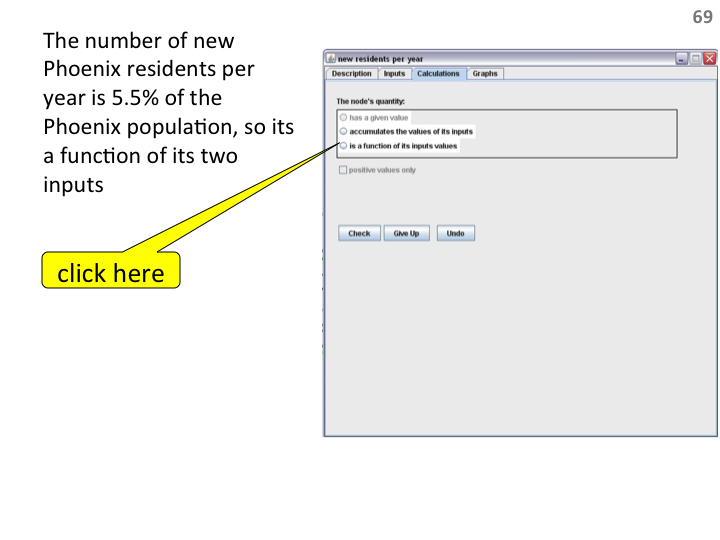 69
The number of new
Phoenix residents per
year is 5.5% of the
Phoenix population, so its
a function of its two
inputs
click here
new residents per year
Description Inputs Calculations Graphs
The node's quantity:
has a given value
accumulates the values of its inputs
is a function of its inputs values
positive values only
Check Give Up Undo